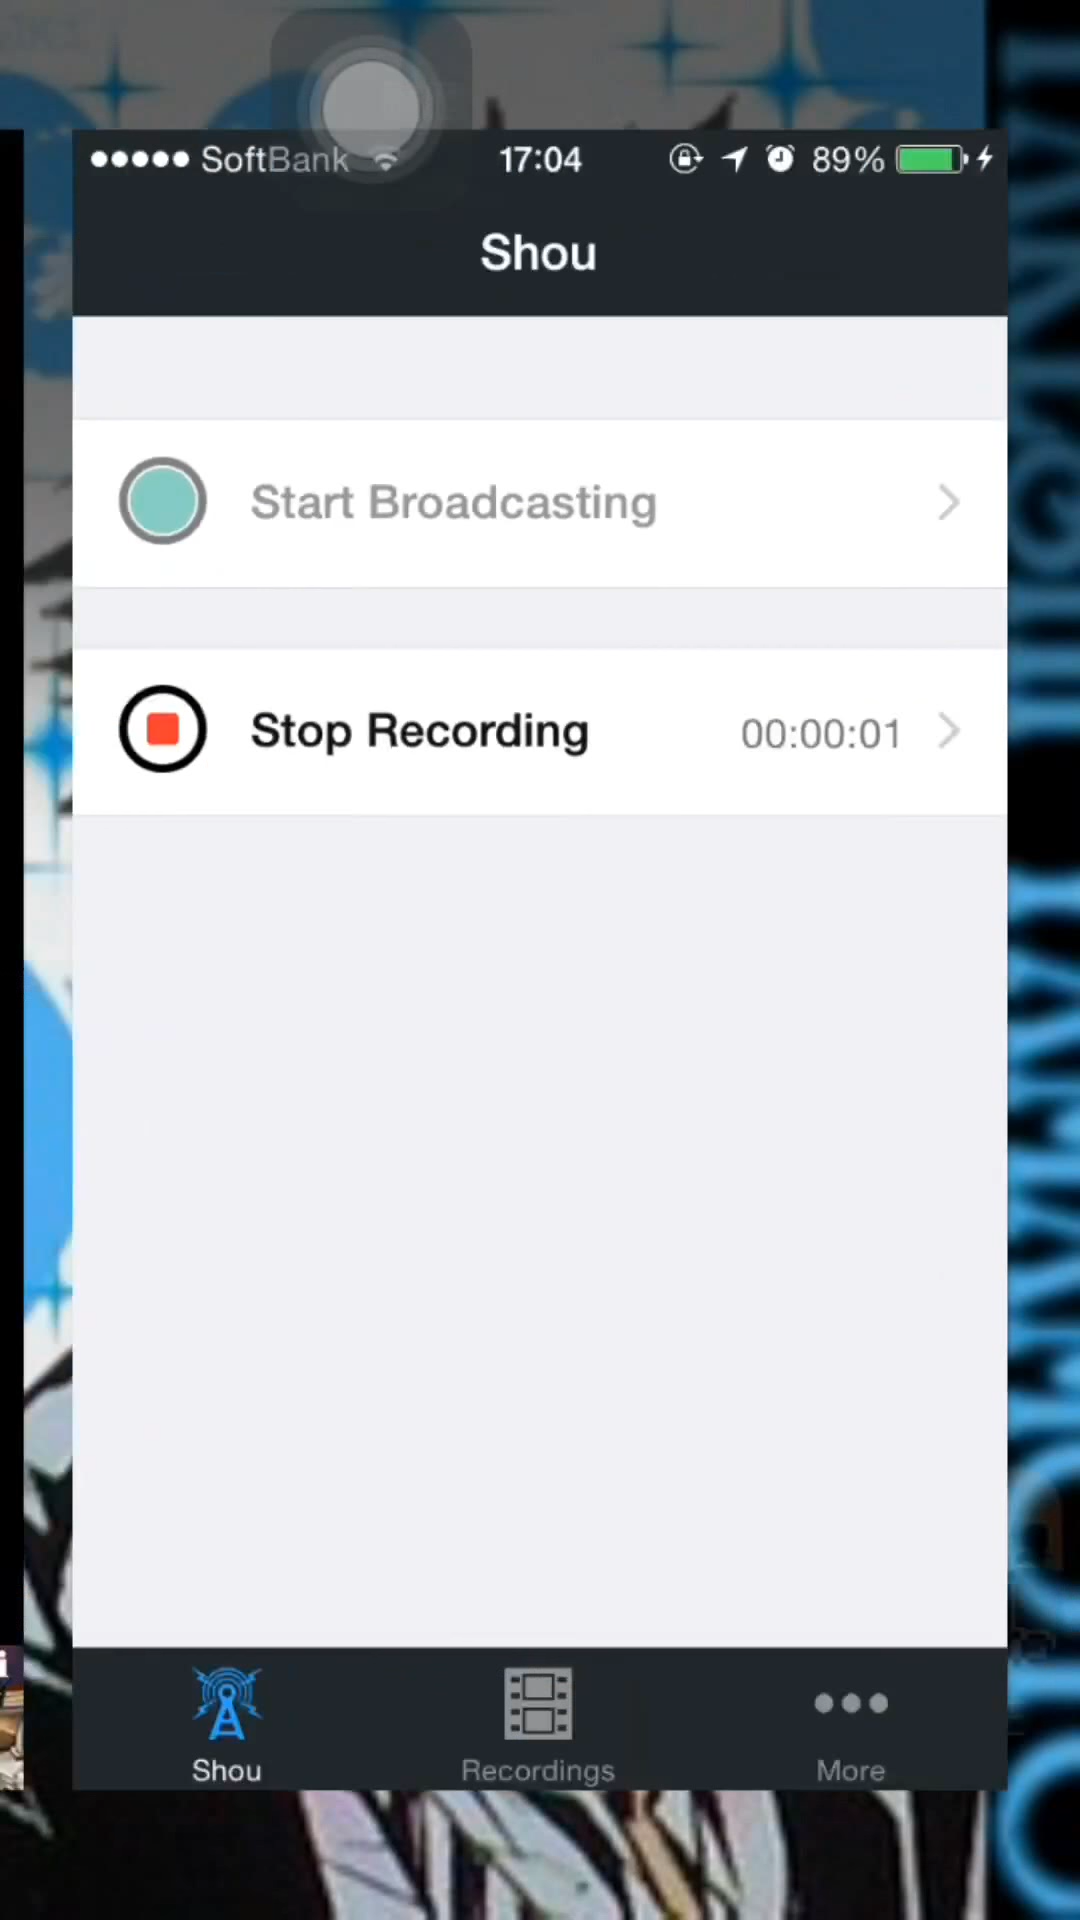 SoftBank 17:04 89%
Shou
Start Broadcasting
Stop Recording 00:00:01
Shou Recordings More